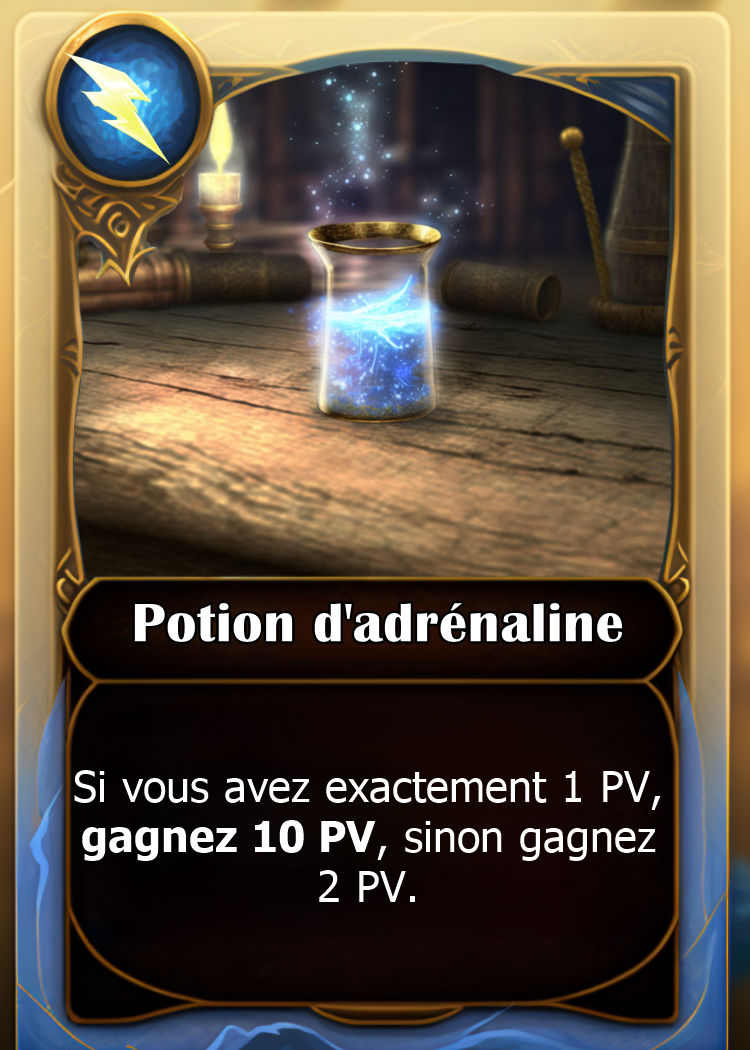 Potion d'adrénaline
Si vous avez exactement 1 PV,
gagnez 10 PV, sinon gagnez
2 PV.